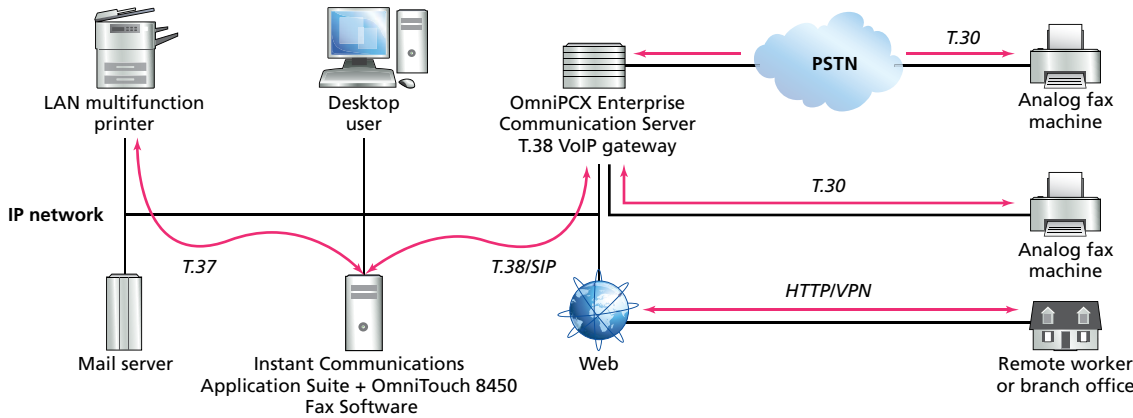 T.30
PSTN
LAN multifunction
printer
Desktop
user
OmniPCX Enterprise
Communication Server
T.38 VoIP gateway
Analog fax
machine
T.30
IP network
T.37
T.38/SIP
Analog fax
machine
HTTP/VPN
Mail server
Instant Communications
Application Suite + OmniTouch 8450
Fax Software
Web
Remote worker
or branch office